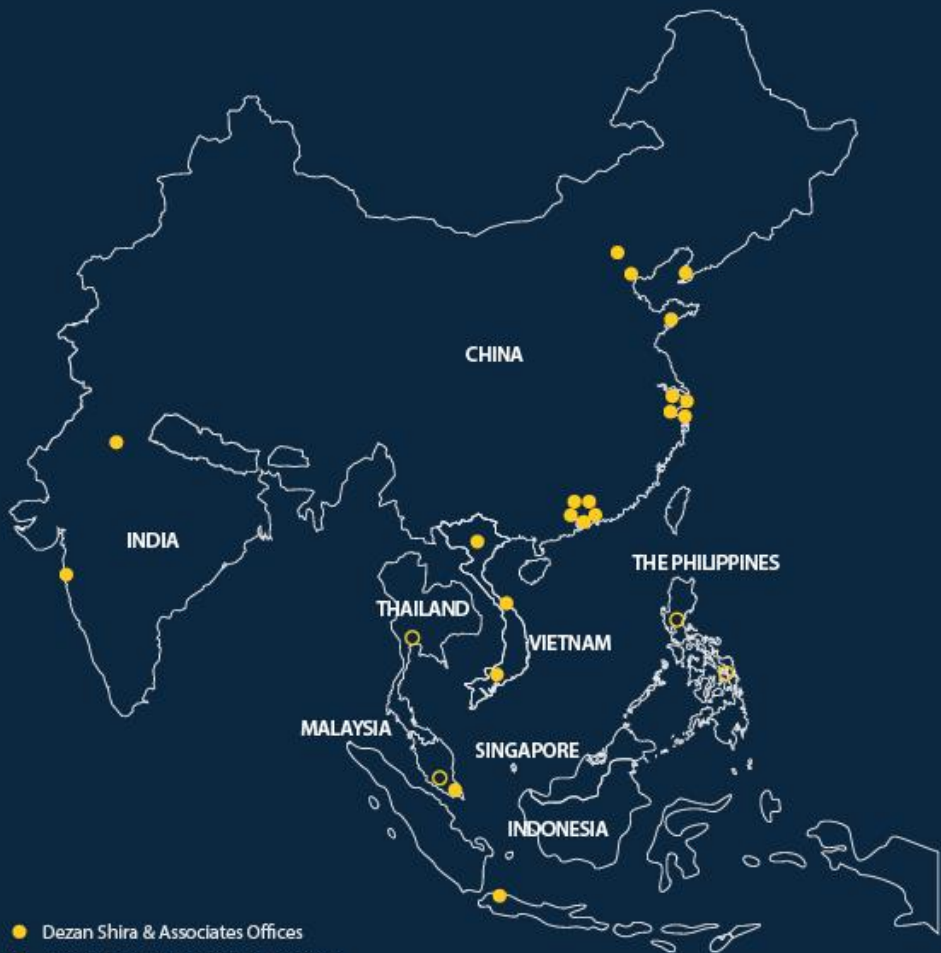 CHINA
INDIA
THE PHILIPPINES
THAILAND
VIETNAM
MALAYSIA
SINGAPORE
INDONESIA
Dezan Shira & Associates Offices